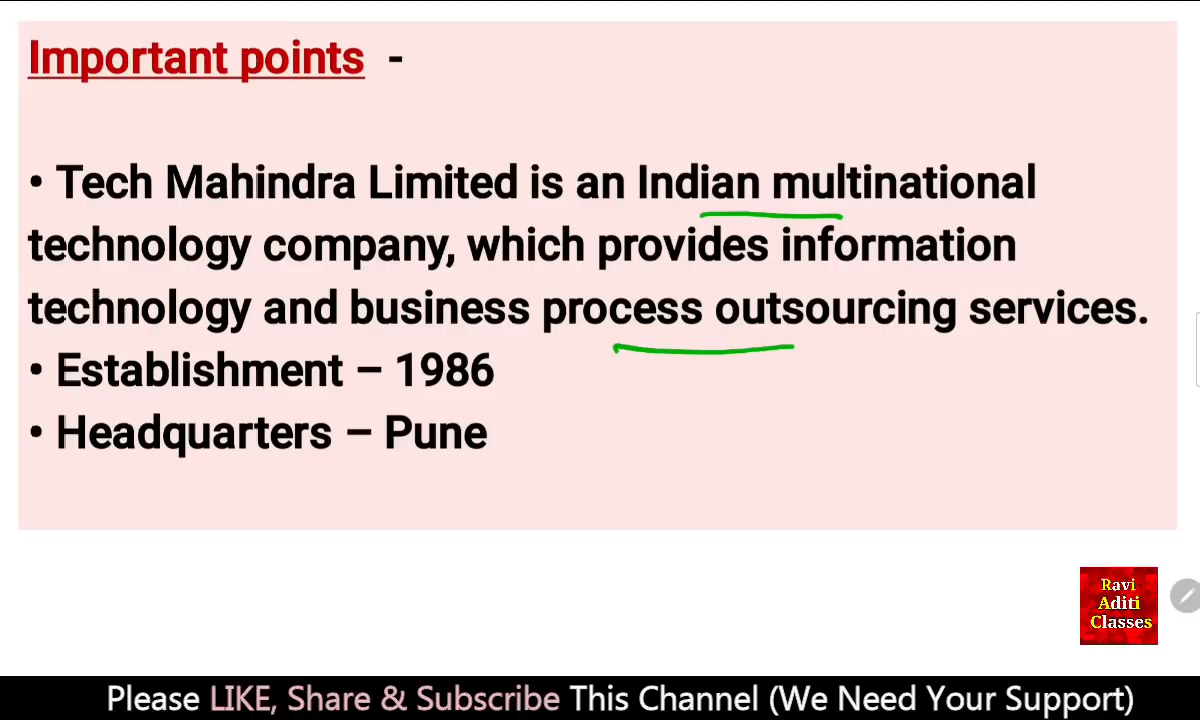 Important points -
• Tech Mahindra Limited is an Indian multinational
technology company, which provides information
technology and business process outsourcing services.
• Establishment – 1986
• Headquarters – Pune
Ravi
Aditi
Classes
Please LIKE, Share & Subscribe This Channel (We Need Your Support)